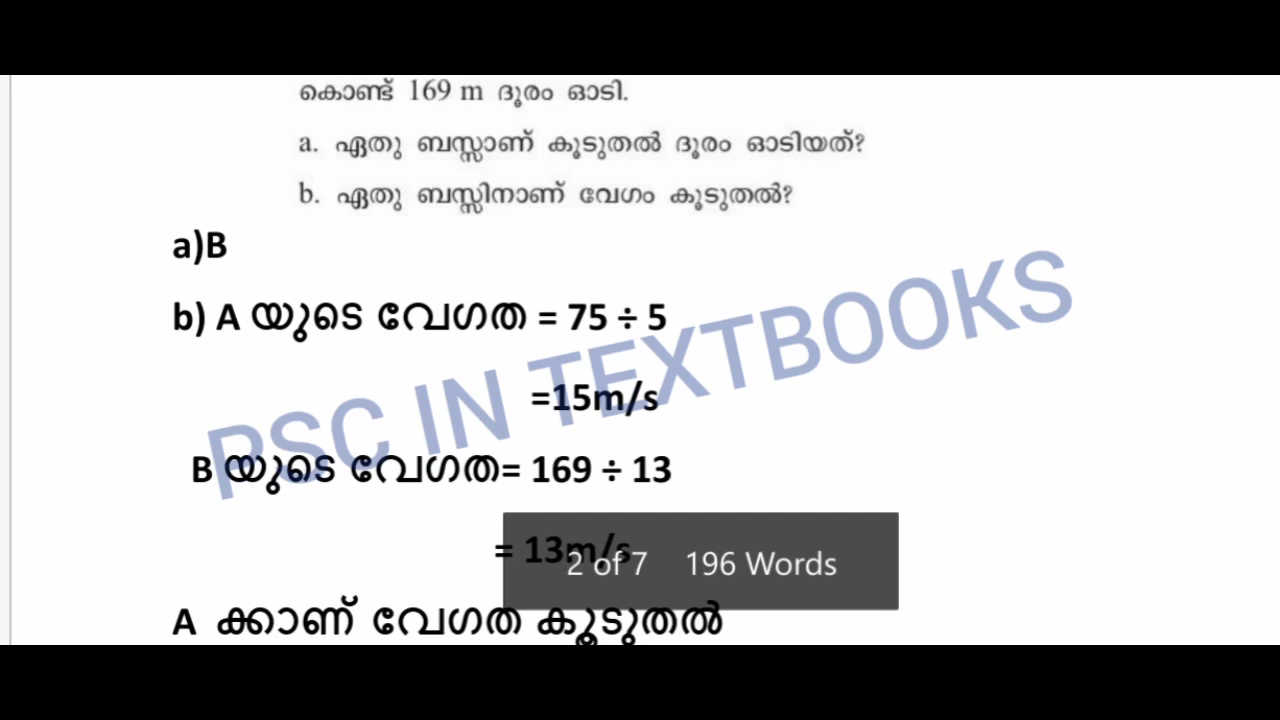 കൊണ്ട് 169 m ദൂരം ഓടി.
a. ഏതു ബസ്സാണ് കൂടുതൽ ദൂരം ഓടിയത്?
b. ഏതു ബസ്സിനാണ് വേഗം കൂടുതൽ?
a)B
b) A യുടെ വേഗത = 75 ÷ 5
=15m/s
B യുടെ വേഗത= 169 ÷ 13
= 13m/s
2 of 7 196 Words
A ക്കാണ് വേഗത കൂടുതൽ
PSC IN TEXTBOOKS